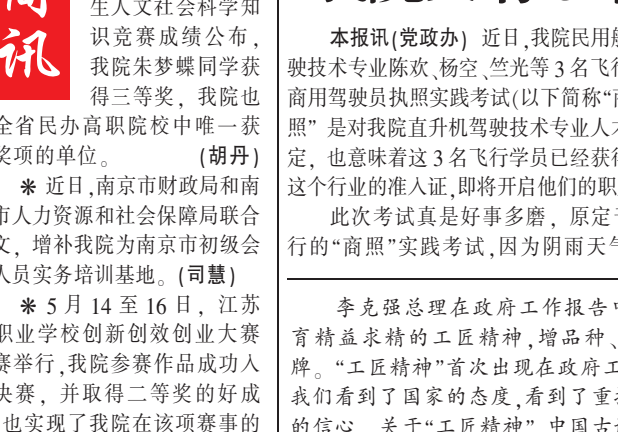 讯
生人文社会科学知
识竞赛成绩公布，
我院朱梦蝶同学获
得三等奖，我院也
全省民办高职院校中唯一获
奖项的单位。 (胡丹)
＊ 近日,南京市财政局和南
市人力资源和社会保障局联合
文，增补我院为南京市初级会
人员实务培训基地。(司慧)
＊ 5 月 14 至 16 日，江苏
职业学校创新创效创业大赛
赛举行,我院参赛作品成功入
决赛，并取得二等奖的好成
也实现了我院在该项赛事的
本报讯(党政办) 近日,我院民用航
驶技术专业陈欢、杨空、竺光等 3 名飞行
商用驾驶员执照实践考试(以下简称“商
照” 是对我院直升机驾驶技术专业人才
定，也意味着这 3 名飞行学员已经获得
这个行业的准入证,即将开启他们的职
此次考试真是好事多磨，原定于
行的“商照”实践考试,因为阴雨天气
李克强总理在政府工作报告中
育精益求精的工匠精神,增品种、
牌。“工匠精神”首次出现在政府工
我们看到了国家的态度,看到了重
的信心。关于“工匠精神”,中国古